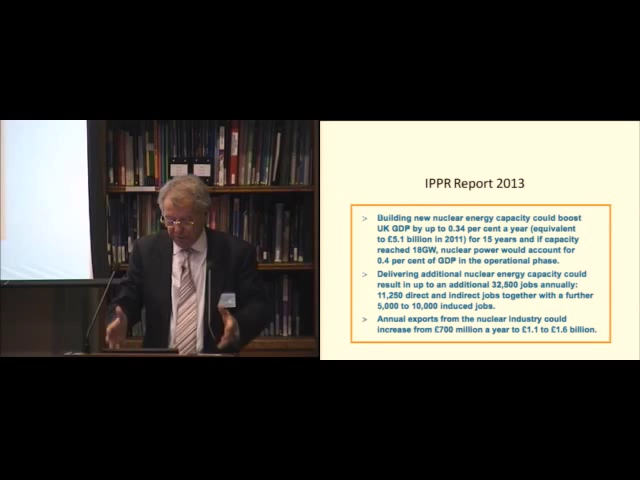 IPPR Report 2013
> Building new nuclear energy capacity could boost
UK GDP by up to 0.34 per cent a year (equivalent
to £5.1 billion in 2011) for 15 years and if capacity
reached 18GW, nuclear power would account for
0.4 per cent of GDP in the operational phase.
> Delivering additional nuclear energy capacity could
result in up to an additional 32,500 jobs annually:
11,250 direct and indirect jobs together with a further
5,000 to 10,000 induced jobs.
> Annual exports from the nuclear industry could
increase from £700 million a year to £1.1 to £1.6 billion.